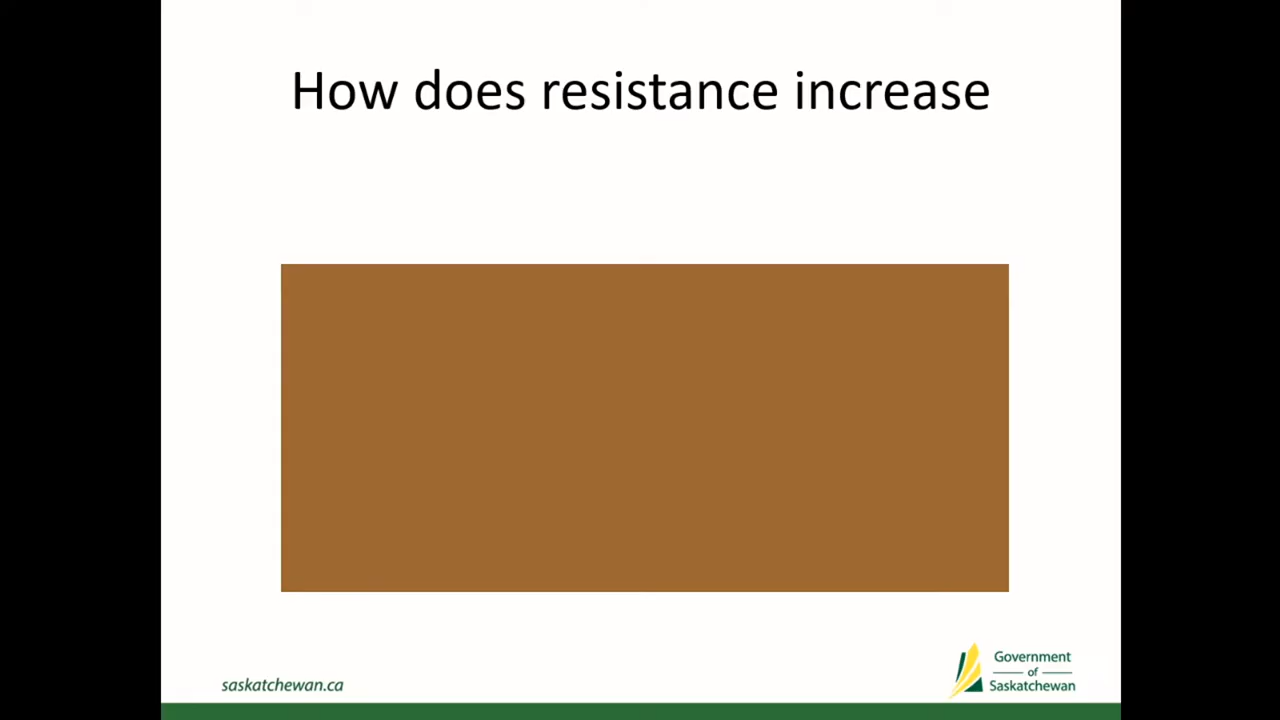 How does resistance increase
saskatchewan.ca
Government
of
Saskatchewan